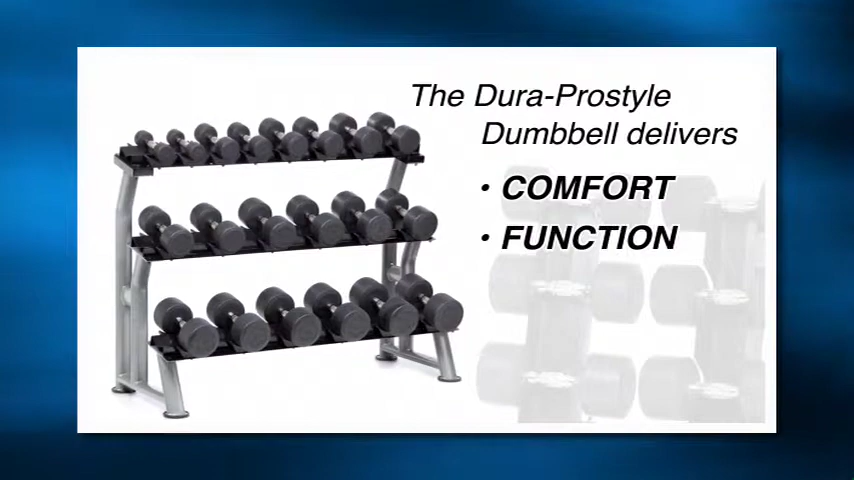 The Dura-Prostyle
Dumbbell delivers
• COMFORT
• FUNCTION